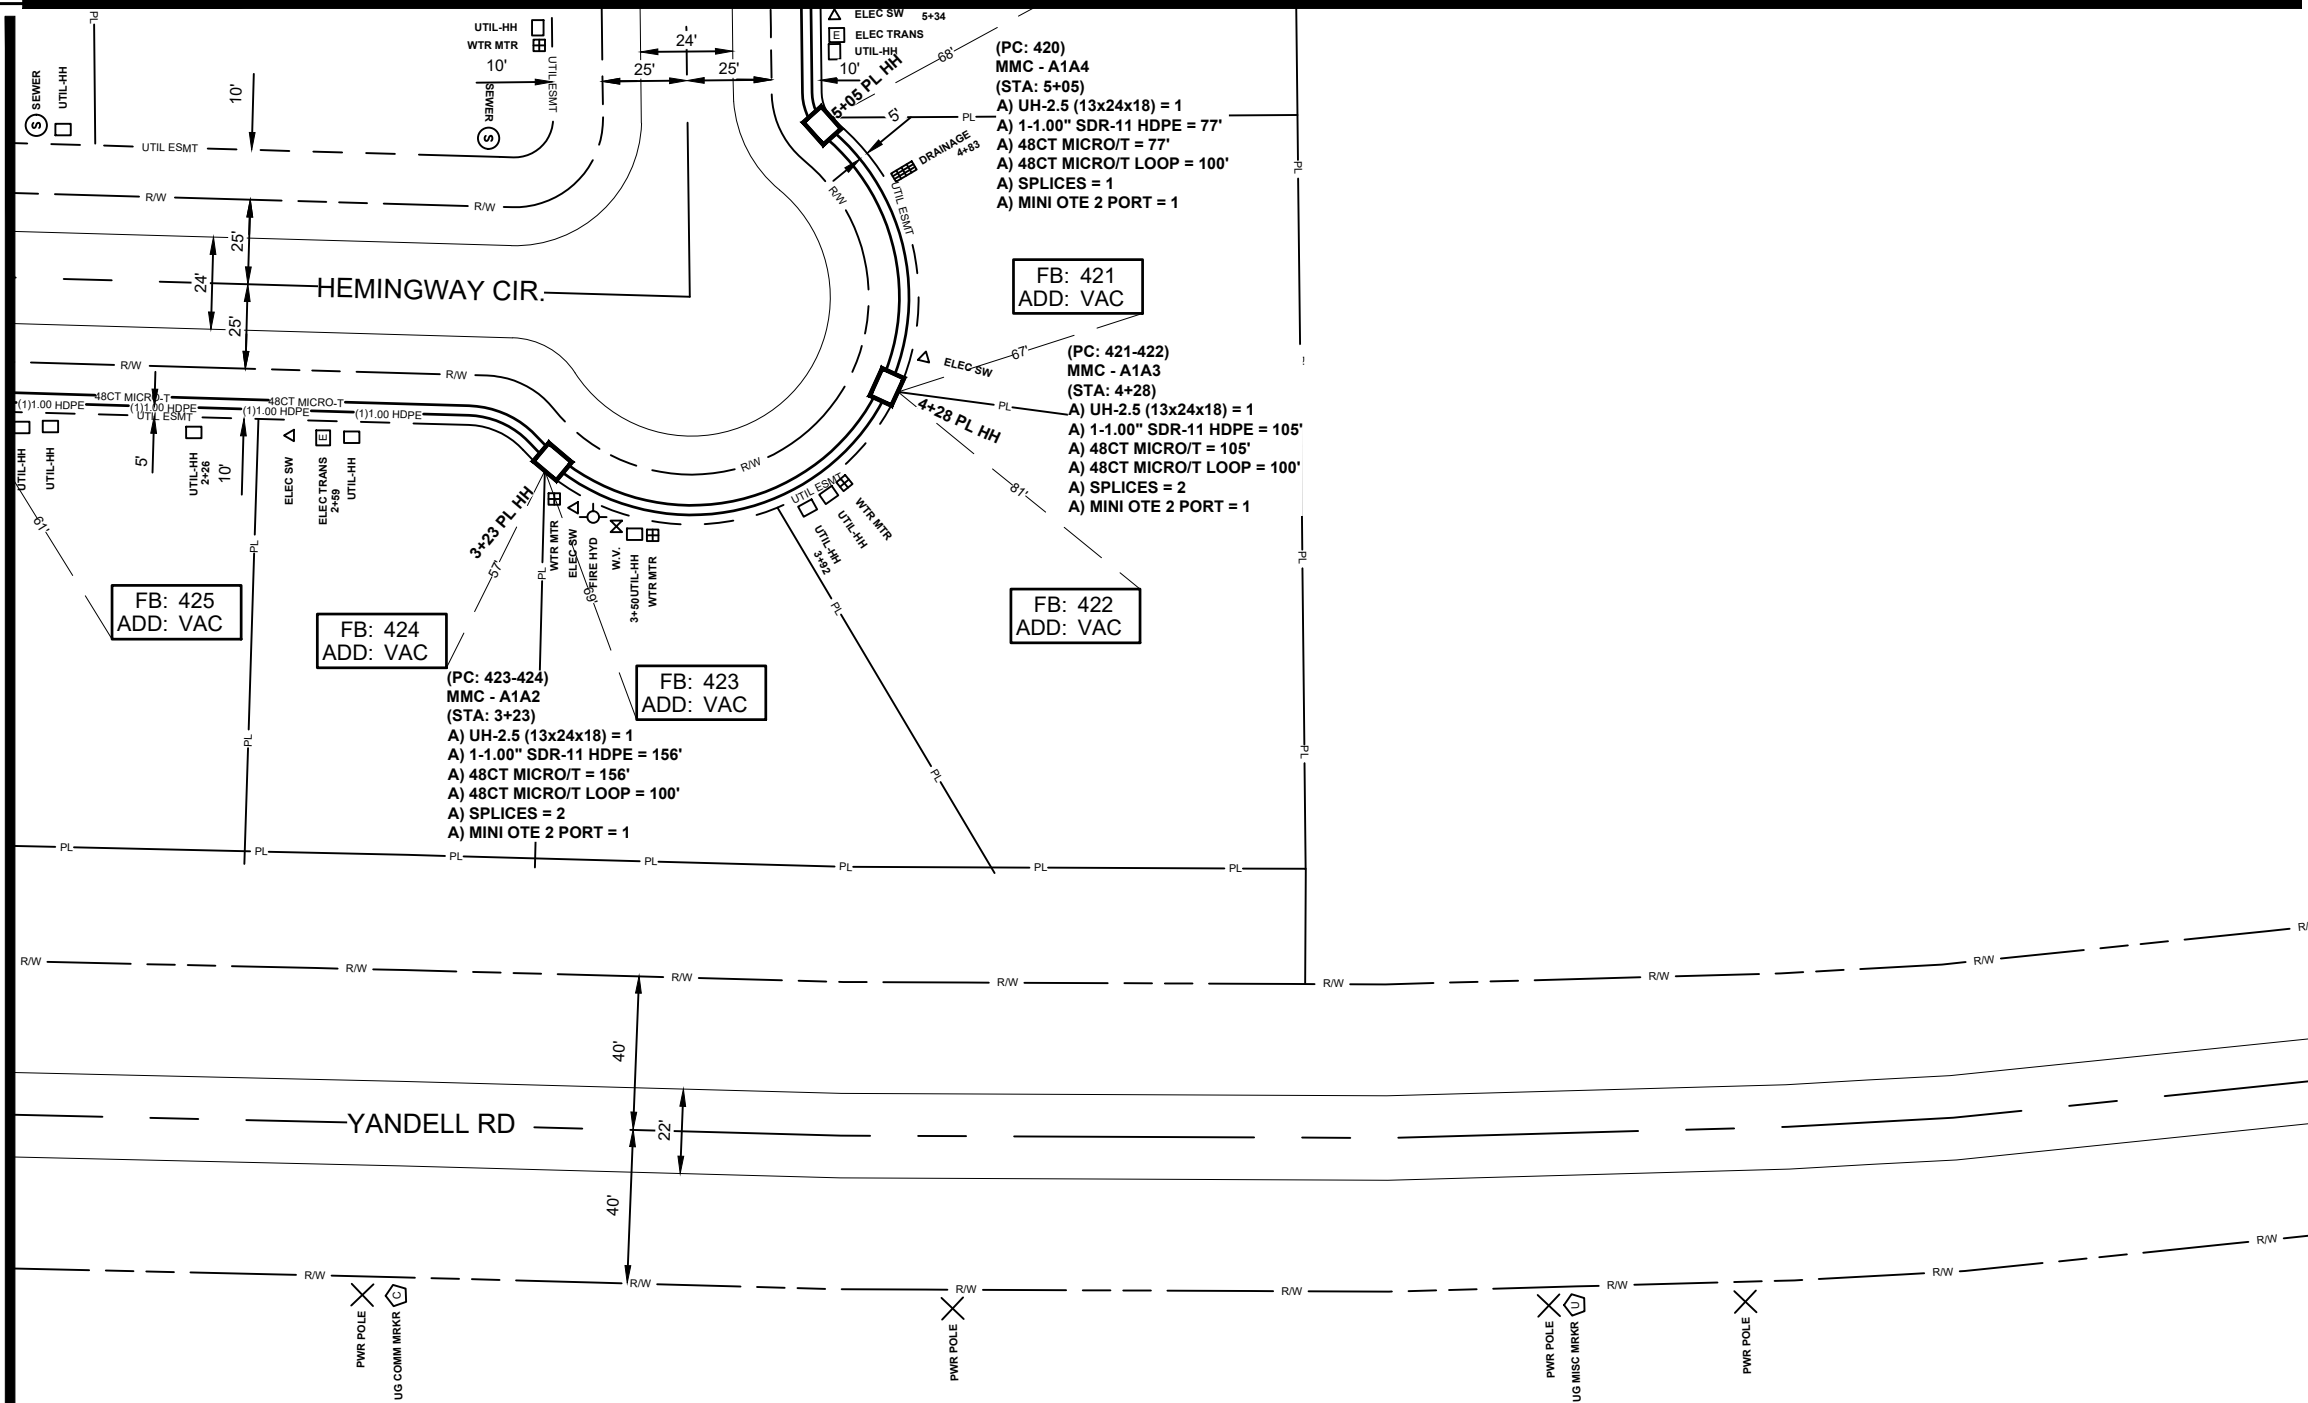 PL
UTIL-HH
WTR MTR
10'
UTIL ESMT
SEWER
S
SEWER
S
UTIL-HH
10'
UTIL ESMT
24'
25'
25'
ELEC SW 5+34
E
ELEC TRANS
UTIL-HH
10'
68'
5+05 PL HH
5'
PL
DRAINAGE
4+83
UTIL ESMT
R/W
(PC: 420)
MMC - A1A4
(STA: 5+05)
A) UH-2.5 (13x24x18) = 1
A) 1-1.00" SDR-11 HDPE = 77'
A) 48CT MICRO/T = 77'
A) 48CT MICRO/T LOOP = 100'
A) SPLICES = 1
A) MINI OTE 2 PORT = 1
PL
R/W
R/W
25'
24'
25'
HEMINGWAY CIR.
FB: 421
ADD: VAC
67'
ELEC SW
4+28 PL HH
PL
81'
(PC: 421-422)
MMC - A1A3
(STA: 4+28)
A) UH-2.5 (13x24x18) = 1
A) 1-1.00" SDR-11 HDPE = 105'
A) 48CT MICRO/T = 105'
A) 48CT MICRO/T LOOP = 100'
A) SPLICES = 2
A) MINI OTE 2 PORT = 1
R/W
R/W
R/W
48CT MICRO-T
48CT MICRO-T
(1)1.00 HDPE
(1)1.00 HDPE
(1)1.00 HDPE
(1)1.00 HDPE
UTIL ESMT
UTIL-HH
UTIL-HH
5'
UTIL-HH
2+26
10'
ELEC SW
E
ELEC TRANS
2+59
UTIL-HH
61'
3+23 PL HH
57'
PL
WTR MTR
ELEC SW
FIRE HYD
69'
W.V.
3+50 UTIL-HH
WTR MTR
UTIL ESMT
UTIL-HH
3+92
UTIL-HH
WTR MTR
PL
PL
PL
PL
PL
PL
FB: 425
ADD: VAC
FB: 424
ADD: VAC
FB: 423
ADD: VAC
FB: 422
ADD: VAC
(PC: 423-424)
MMC - A1A2
(STA: 3+23)
A) UH-2.5 (13x24x18) = 1
A) 1-1.00" SDR-11 HDPE = 156'
A) 48CT MICRO/T = 156'
A) 48CT MICRO/T LOOP = 100'
A) SPLICES = 2
A) MINI OTE 2 PORT = 1
PL
PL
PL
PL
PL
PL
PL
R/W
R/W
R/W
R/W
R/W
R/W
R/W
40'
YANDELL RD
22'
40'
R/W
R/W
R/W
R/W
R/W
R/W
R/W
PWR POLE
C
UG COMM MRKR
PWR POLE
PWR POLE
U
UG MISC MRKR
PWR POLE